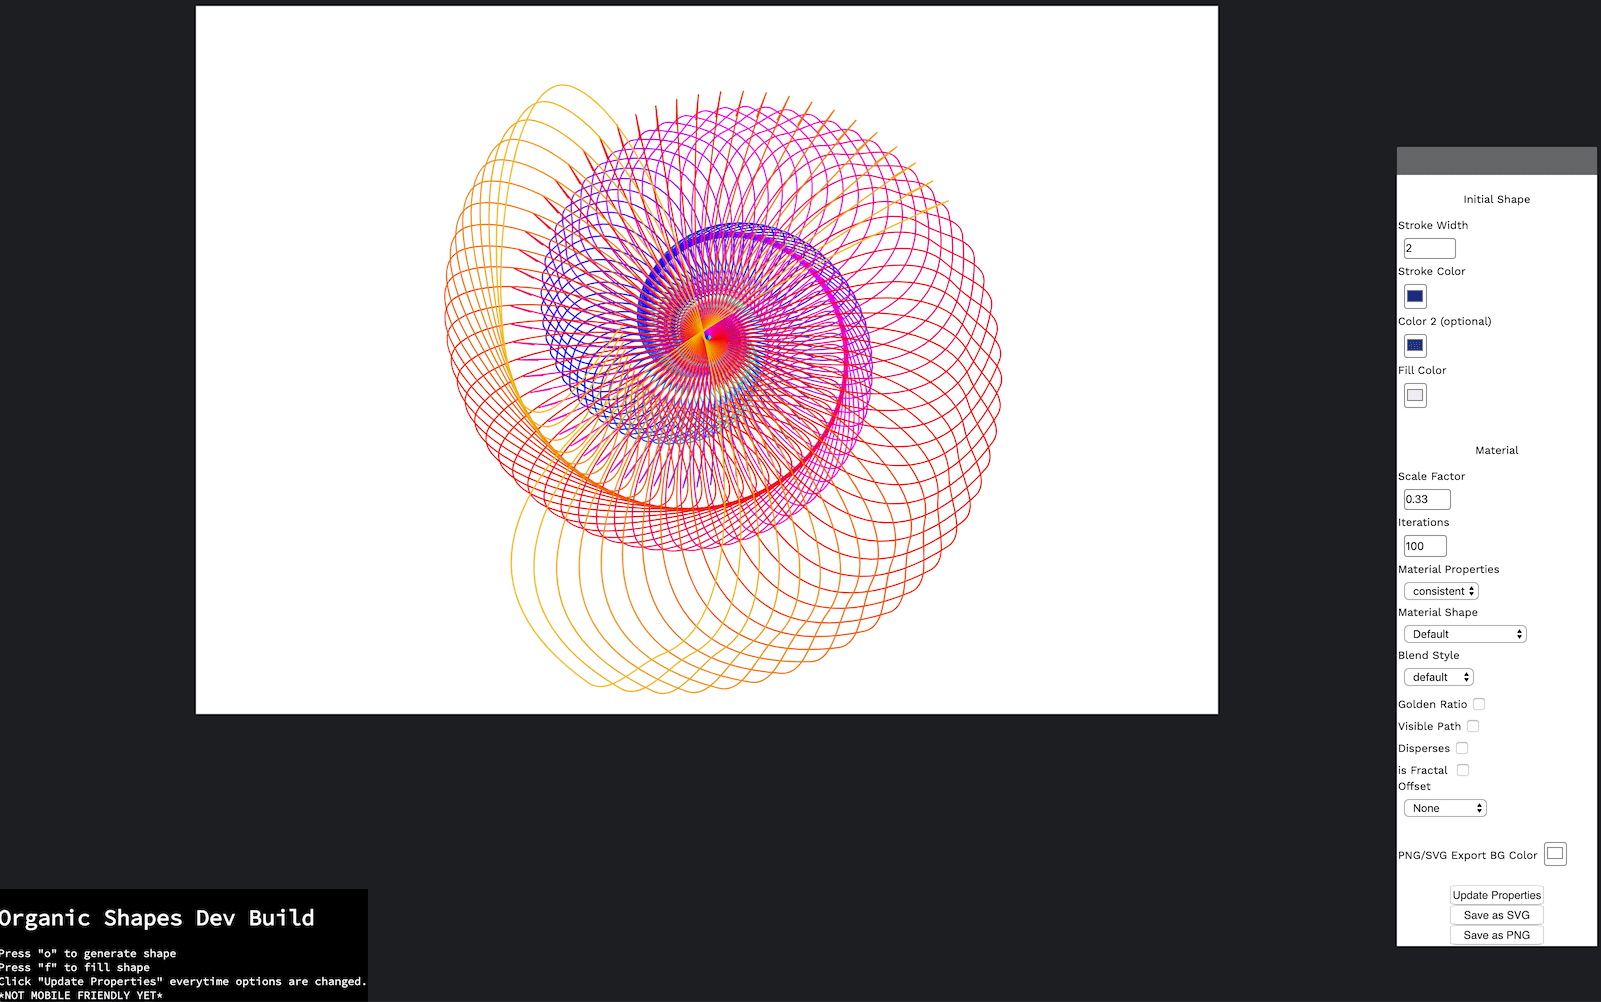 Initial Shape
Stroke Width
2
Stroke Color
Color 2 (optional)
Fill Color
Material
Scale Factor
0.33
Iterations
100
Material Properties
consistent
Material Shape
Default
Blend Style
default
Golden Ratio
Visible Path
Disperses
is Fractal
Offset
None
PNG/SVG Export BG Color
Update Properties
Save as SVG
Save as PNG
Organic Shapes Dev Build
Press "o" to generate shape
Press "f" to fill shape
Click "Update Properties" everytime options are changed.
*NOT MOBILE FRIENDLY YET*